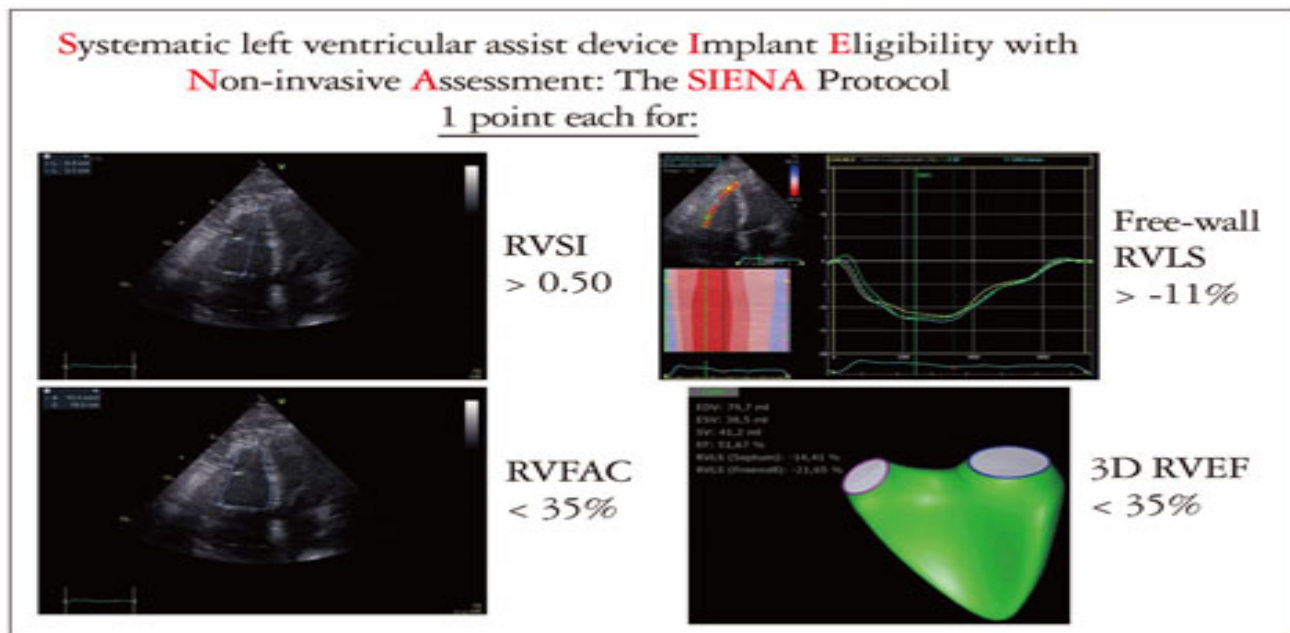 Systematic left ventricular assist device Implant Eligibility with
Non-invasive Assessment: The SIENA Protocol
1 point each for:
RVSI
> 0.50
Free-wall
RVLS
> -11%
RVFAC
< 35%
EDV: 79,7 ml
ESV: 38,5 ml
SV: 41,2 ml
EF: 51,67 %
RVLS (Septum): -14,41 %
RVLS (Freewall): -21,65 %
3D RVEF
< 35%